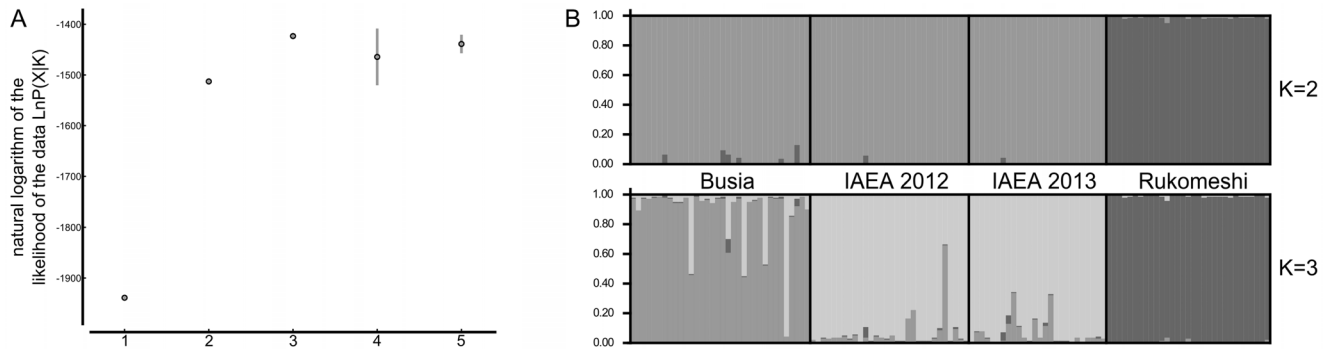 A
natural logarithm of the
likelihood of the data LnP(X|K)
-1400
-1500
-1600
-1700
-1800
-1900
1 2 3 4 5
B
1.00
0.80
0.60
0.40
0.20
0.00
K=2
Busia IAEA 2012 IAEA 2013 Rukomeshi
1.00
0.80
0.60
0.40
0.20
0.00
K=3